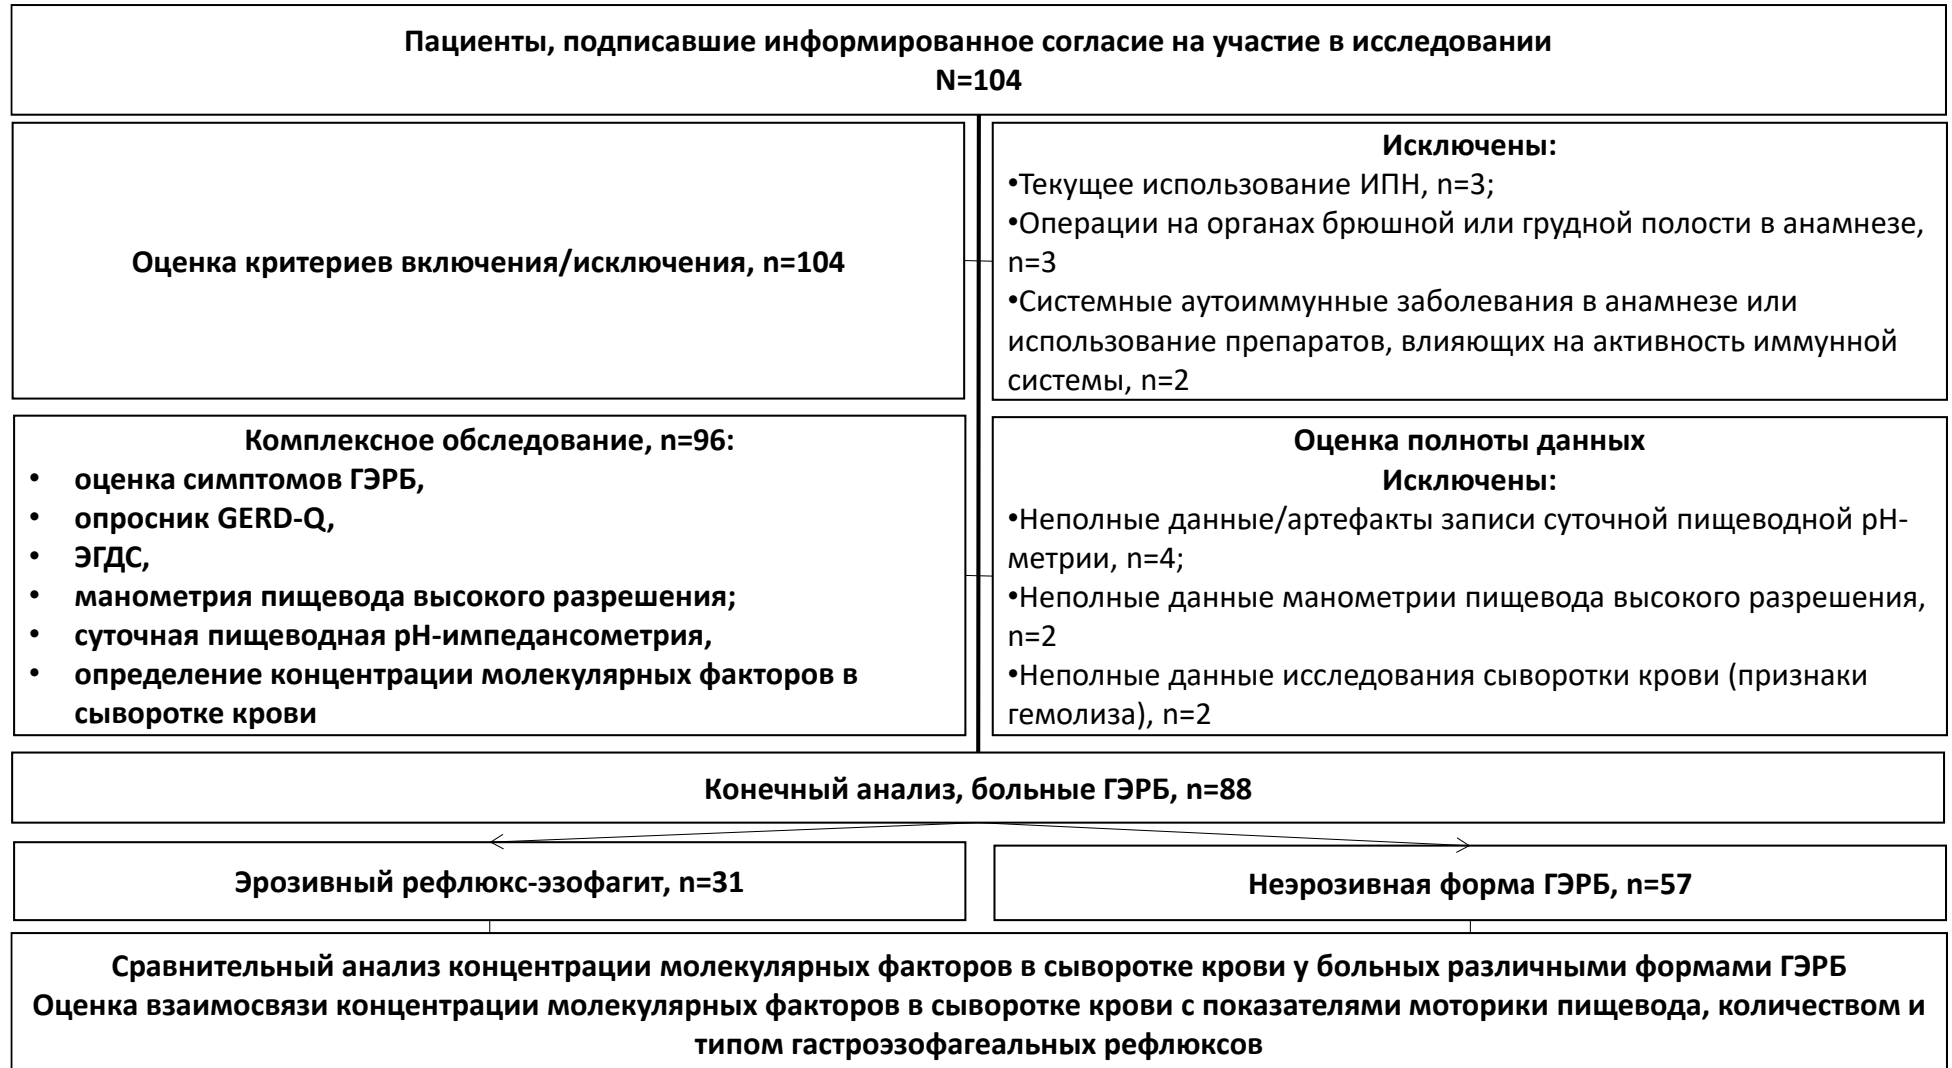 Пациенты, подписавшие информированное согласие на участие в исследовании
N=104
Оценка критериев включения/исключения, n=104
Исключены:
•Текущее использование ИПН, n=3;
•Операции на органах брюшной или грудной полости в анамнезе,
n=3
•Системные аутоиммунные заболевания в анамнезе или
использование препаратов, влияющих на активность иммунной
системы, n=2
Комплексное обследование, n=96:
• оценка симптомов ГЭРБ,
• опросник GERD-Q,
• ЭГДС,
• манометрия пищевода высокого разрешения;
• суточная пищеводная рН-импедансометрия,
• определение концентрации молекулярных факторов в
сыворотке крови
Оценка полноты данных
Исключены:
•Неполные данные/артефакты записи суточной пищеводной рН-
метрии, n=4;
•Неполные данные манометрии пищевода высокого разрешения,
n=2
•Неполные данные исследования сыворотки крови (признаки
гемолиза), n=2
Конечный анализ, больные ГЭРБ, n=88
Эрозивный рефлюкс-эзофагит, n=31
Неэрозивная форма ГЭРБ, n=57
Сравнительный анализ концентрации молекулярных факторов в сыворотке крови у больных различными формами ГЭРБ
Оценка взаимосвязи концентрации молекулярных факторов в сыворотке крови с показателями моторики пищевода, количеством и
типом гастроэзофагеальных рефлюксов